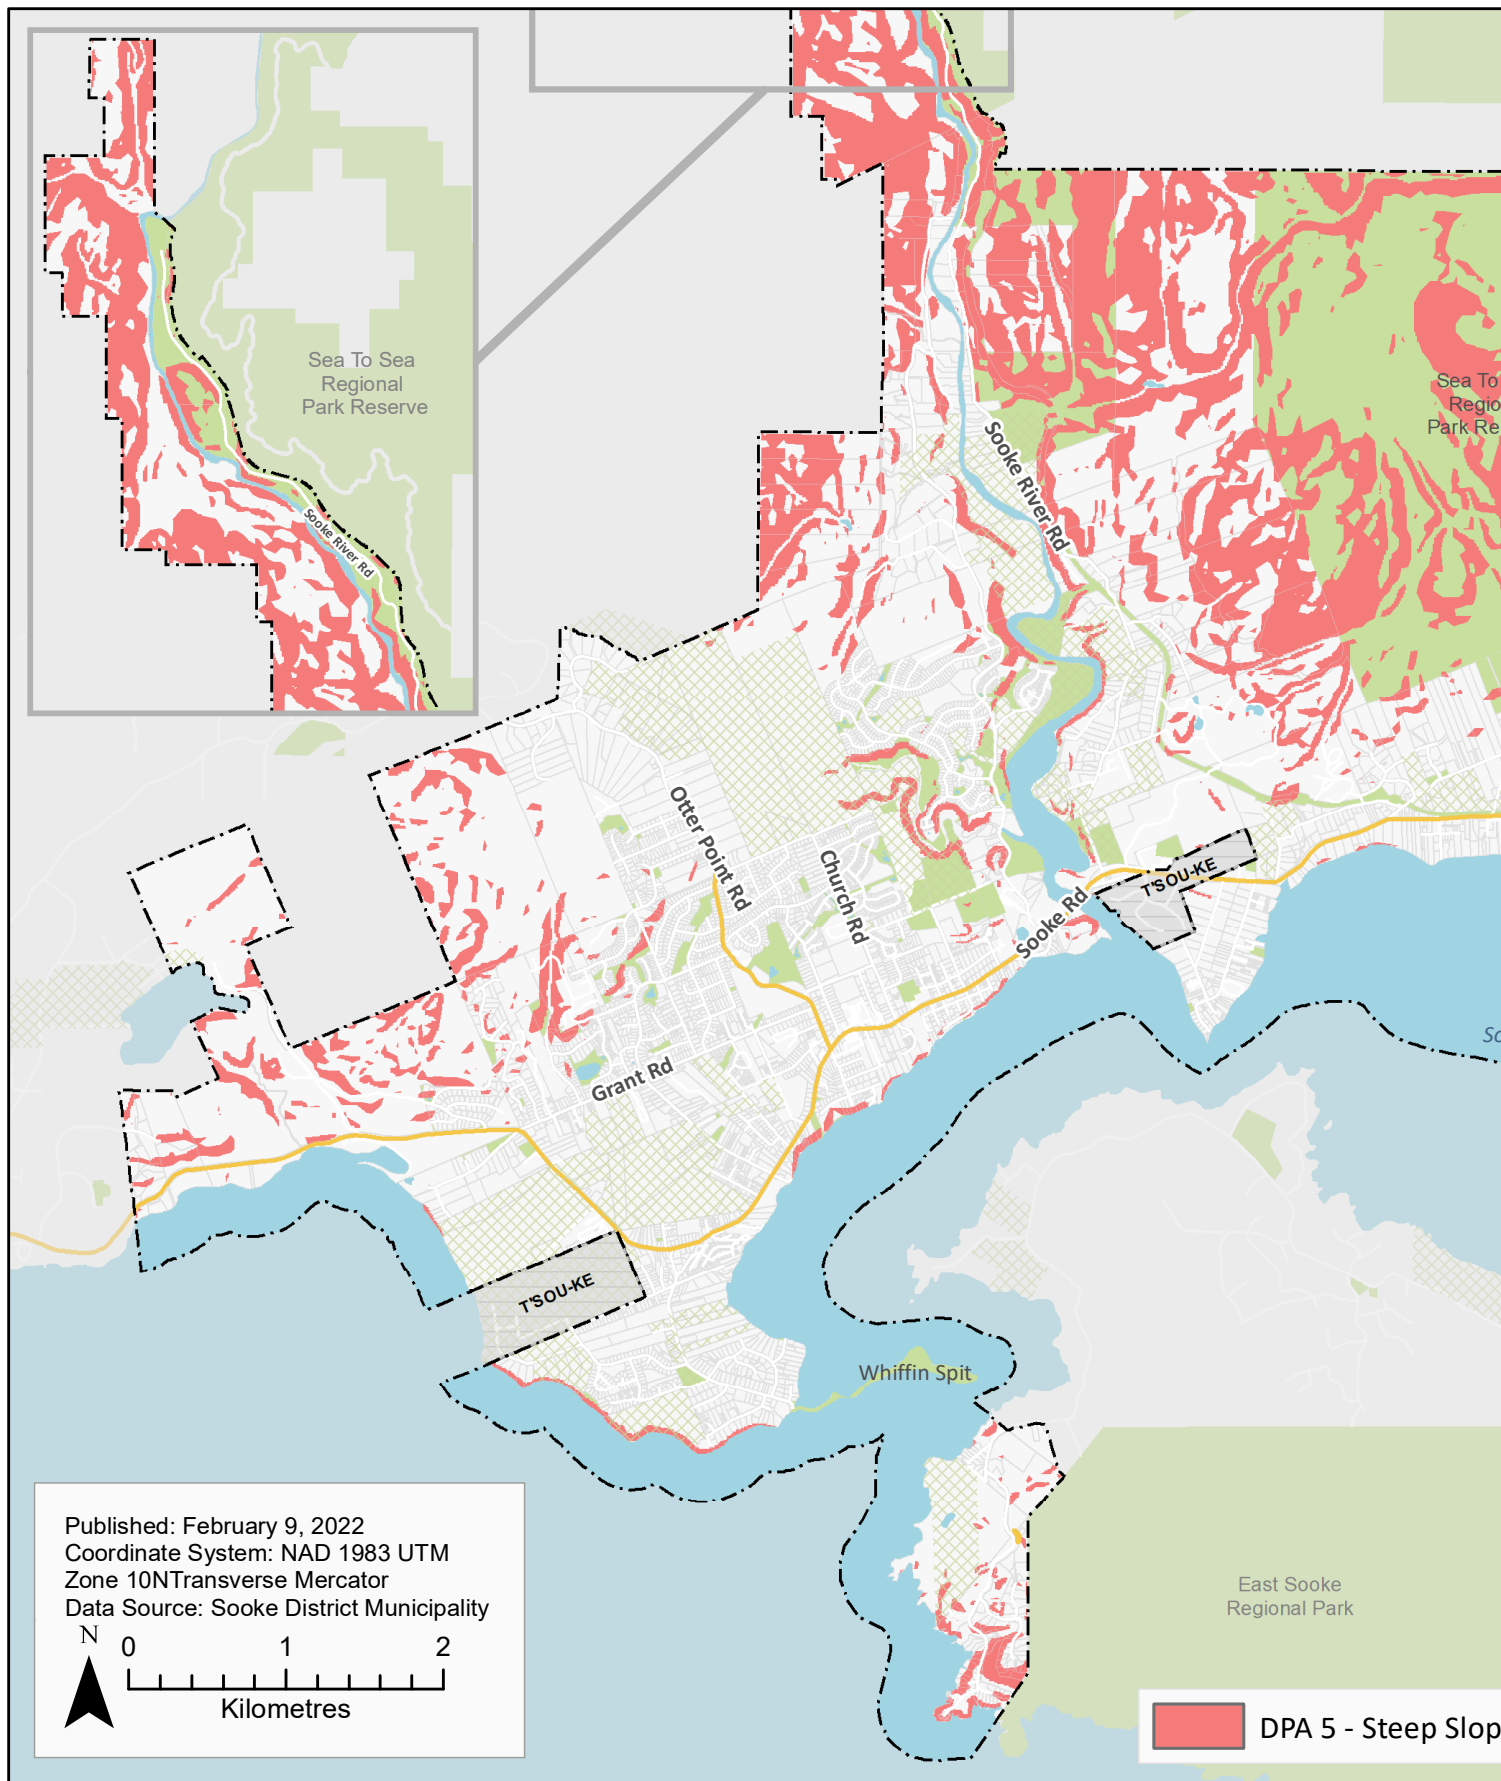 Sea To Sea
Regional
Park Reserve
Sooke River Rd
Sea To
Regio
Park Re
Sooke River Rd
Otter Point Rd
Church Rd
T'SOU-KE
Sooke Rd
So
Grant Rd
T'SOU-KE
Whiffin Spit
East Sooke
Regional Park
Published: February 9, 2022
Coordinate System: NAD 1983 UTM
Zone 10NTransverse Mercator
Data Source: Sooke District Municipality
N
0 1 2
Kilometres
DPA 5 - Steep Slop